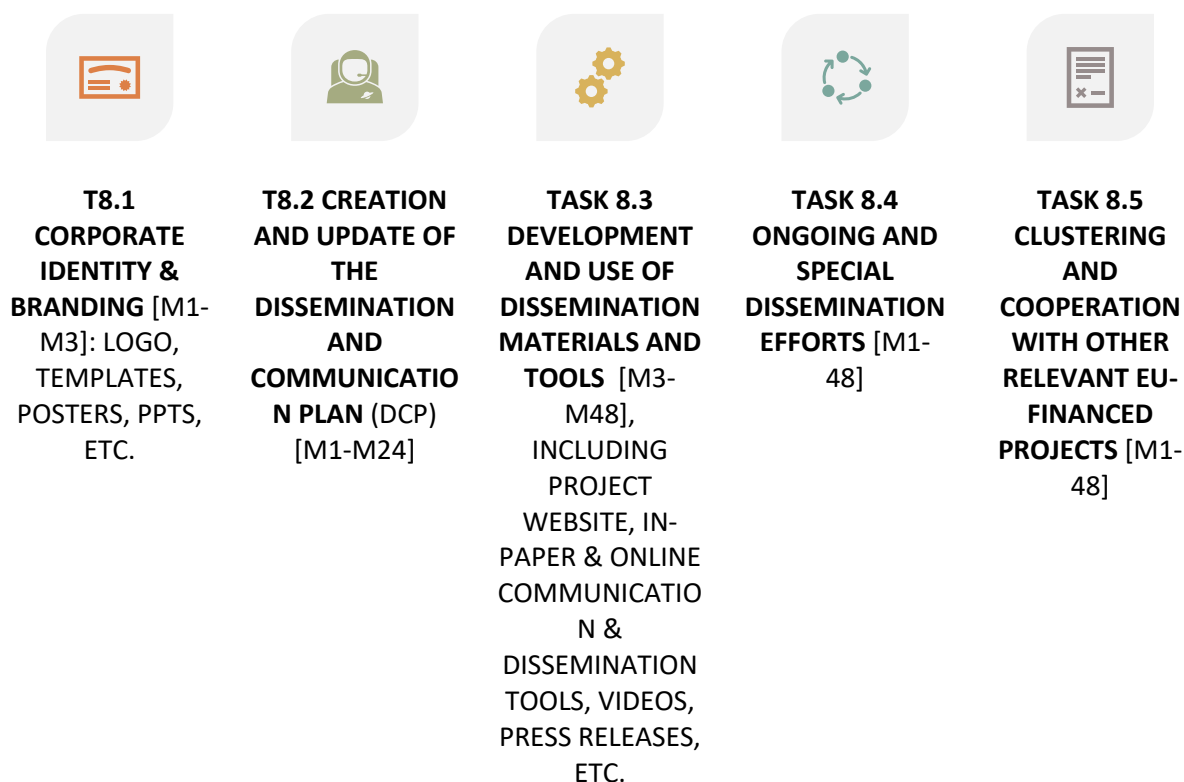 T8.1
CORPORATE
IDENTITY &
BRANDING [M1-
M3]: LOGO,
TEMPLATES,
POSTERS, PPTS,
ETC.
T8.2 CREATION
AND UPDATE OF
THE
DISSEMINATION
AND
COMMUNICATIO
N PLAN (DCP)
[M1-M24]
TASK 8.3
DEVELOPMENT
AND USE OF
DISSEMINATION
MATERIALS AND
TOOLS [M3-
M48],
INCLUDING
PROJECT
WEBSITE, IN-
PAPER & ONLINE
COMMUNICATIO
N &
DISSEMINATION
TOOLS, VIDEOS,
PRESS RELEASES,
ETC.
TASK 8.4
ONGOING AND
SPECIAL
DISSEMINATION
EFFORTS [M1-
48]
TASK 8.5
CLUSTERING
AND
COOPERATION
WITH OTHER
RELEVANT EU-
FINANCED
PROJECTS [M1-
48]